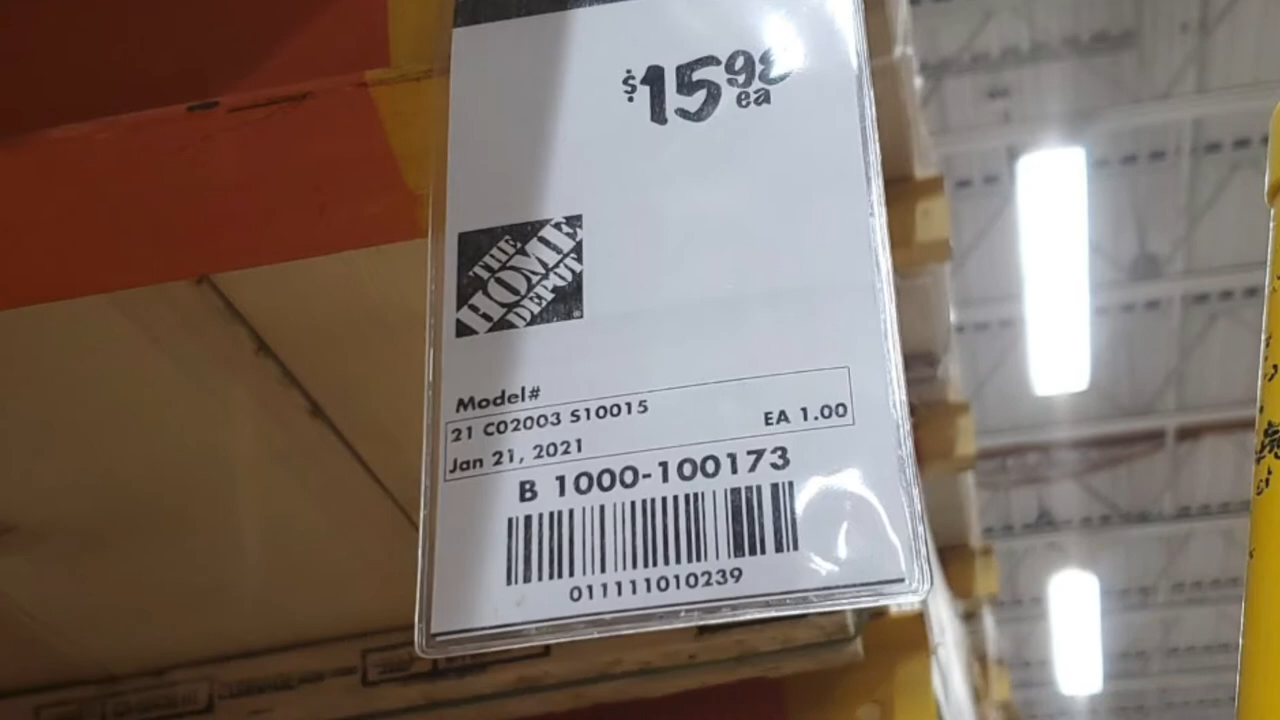 $15.98
ea
THE
HOME
DEPOT
Model#
21 C02003 S10015
EA 1.00
Jan 21, 2021
B 1000-100173
011111010239